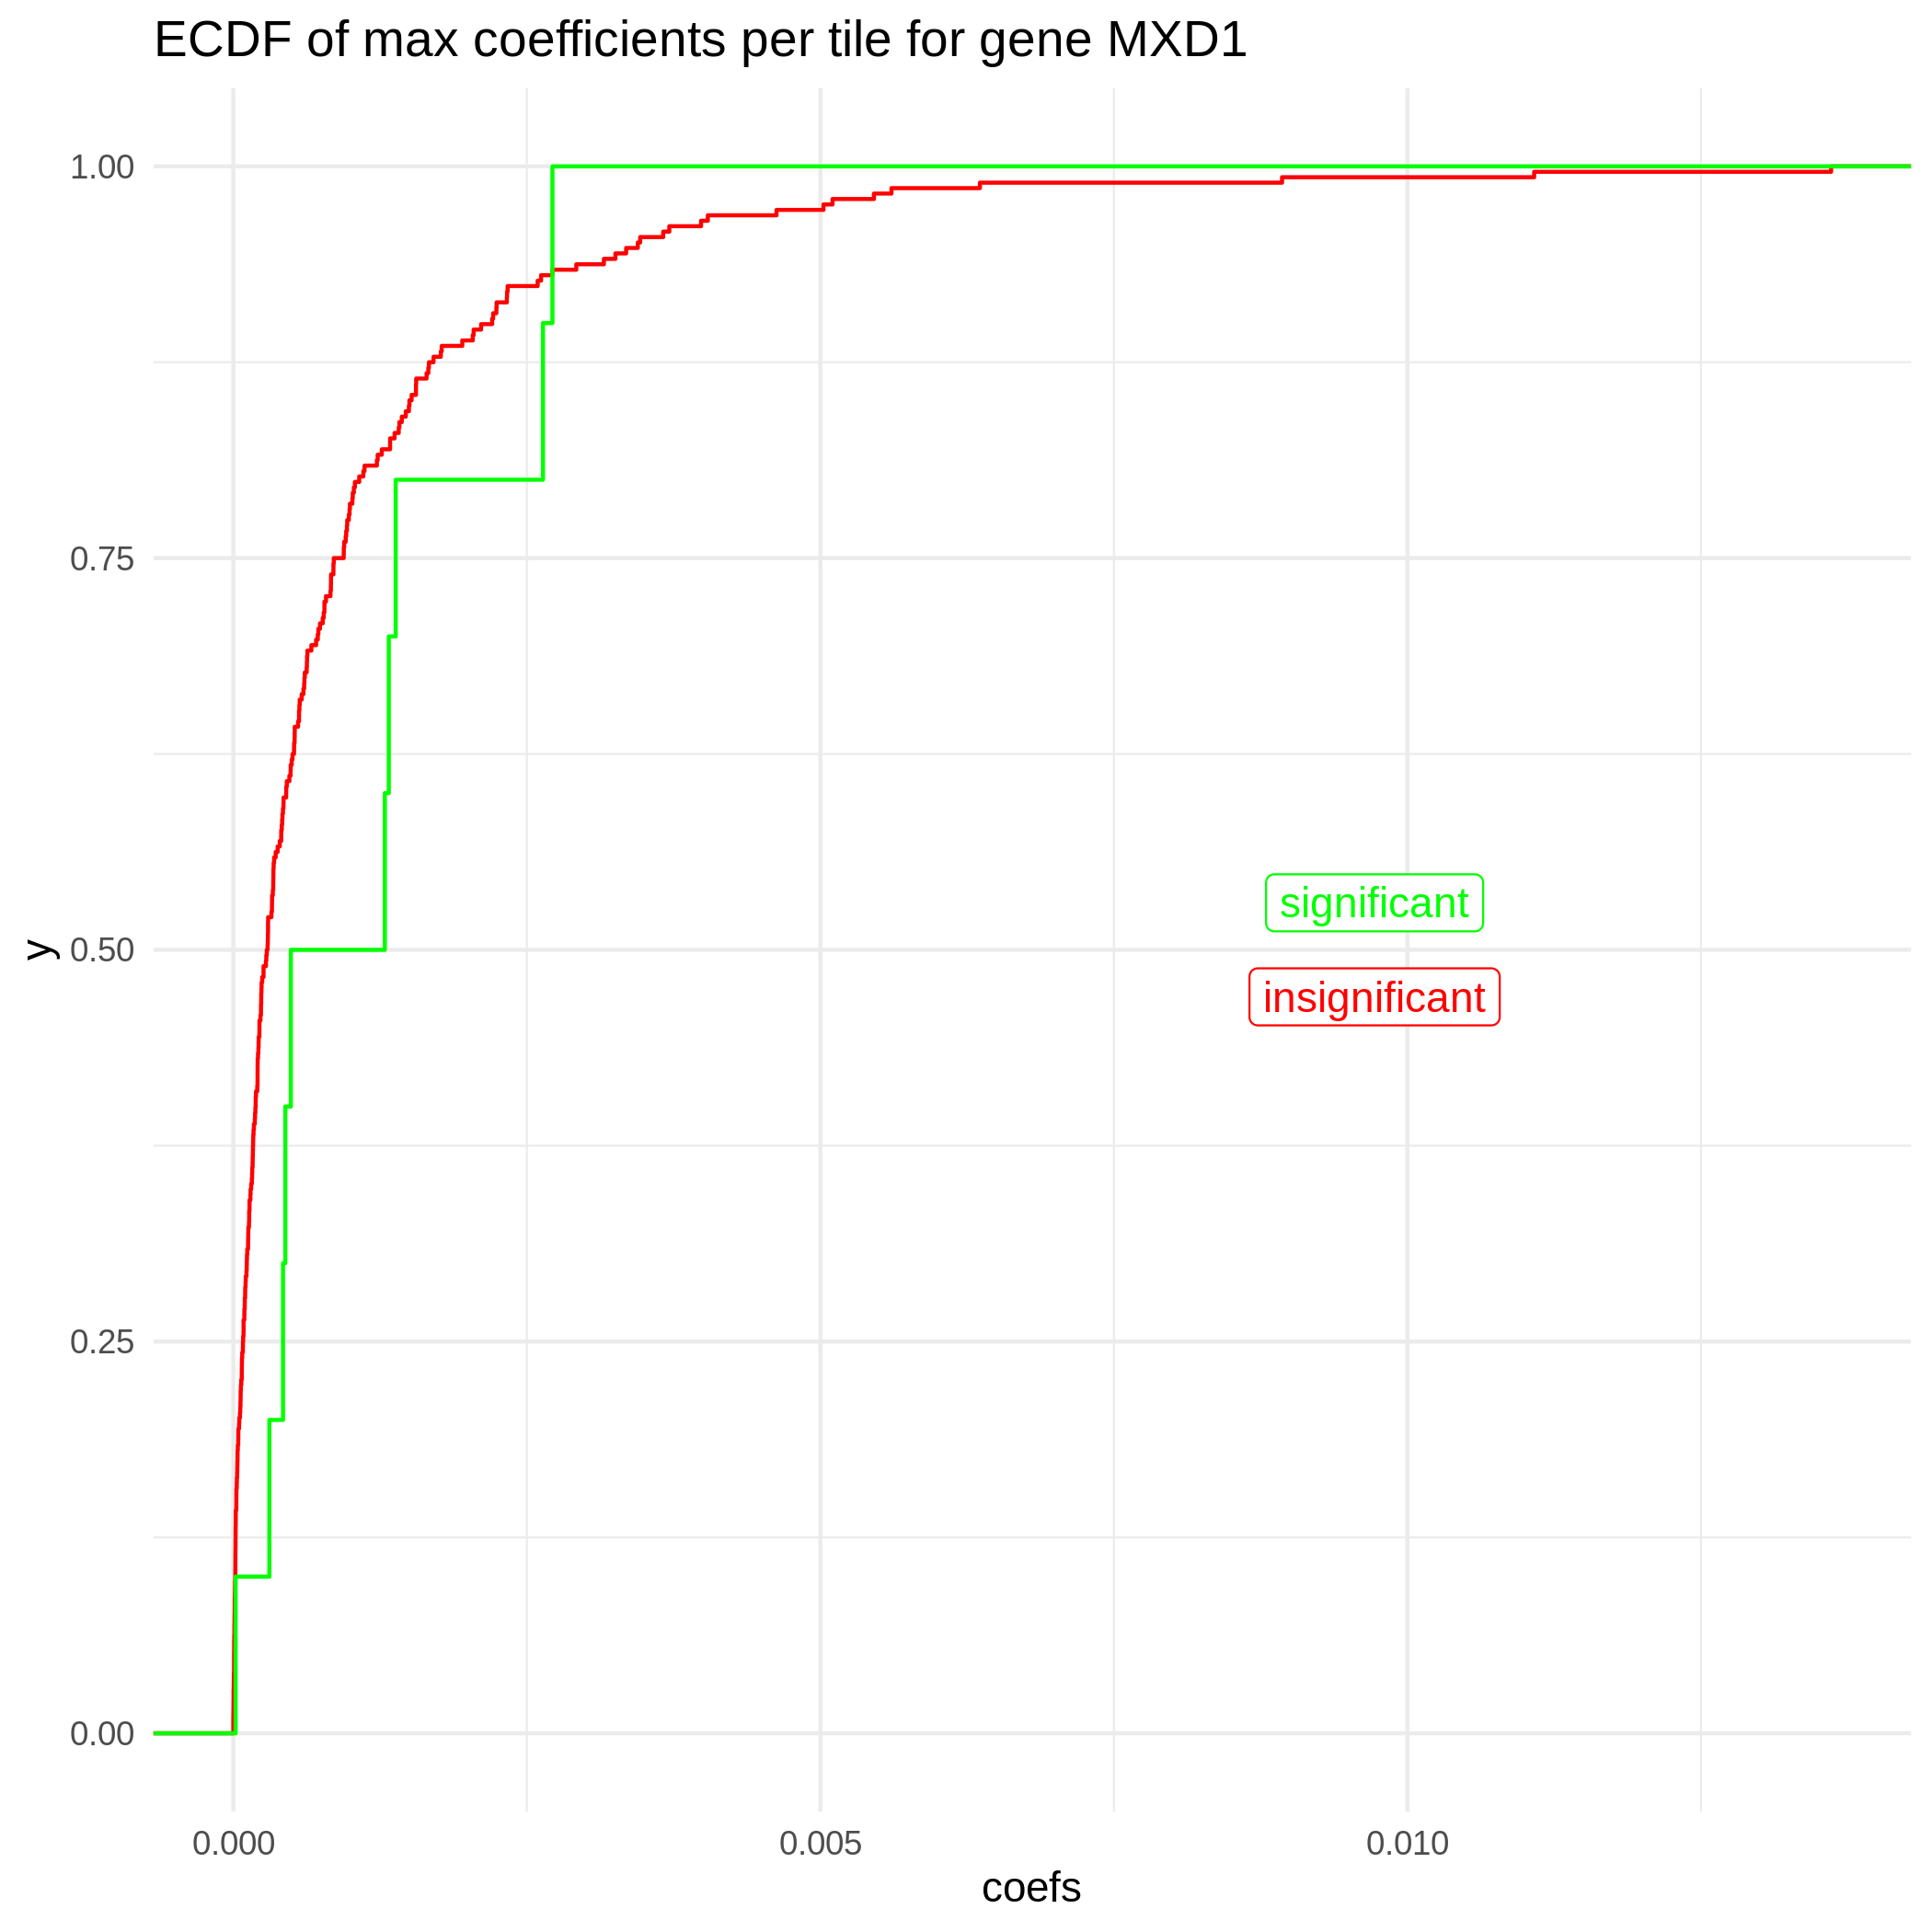 ECDF of max coefficients per tile for gene MXD1
1.00
0.75
0.50
0.25
0.00
y
significant
insignificant
0.000 0.005 0.010
coefs